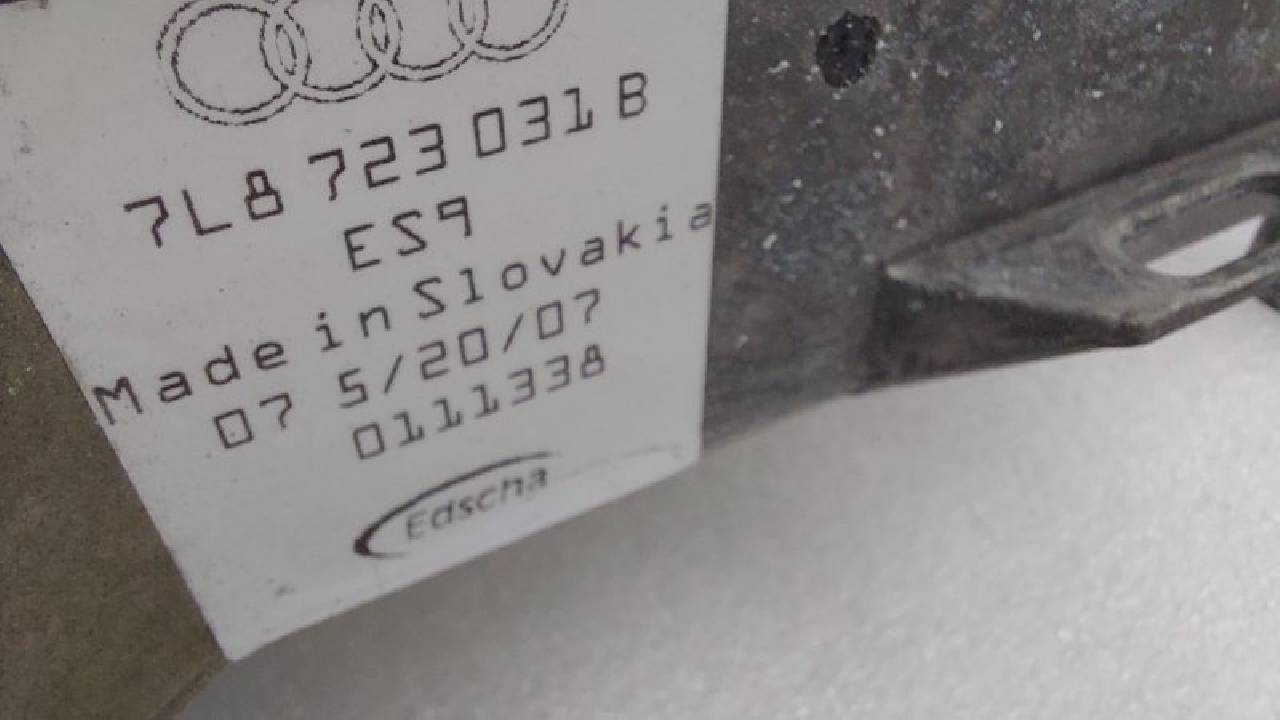 7L8 723 031 B
ES9
Made in Slovakia
07 5/20/07
0111338
Edscha